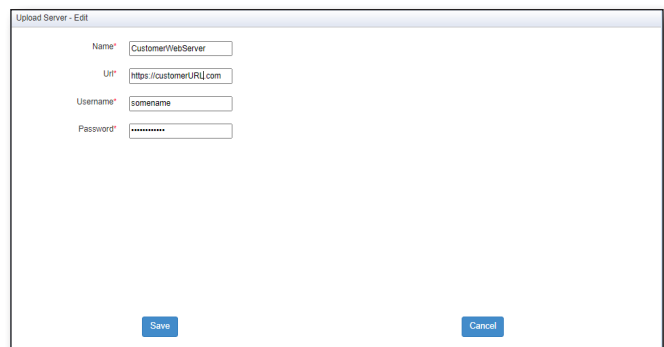 Upload Server - Edit
Name* CustomerWebServer
Url* https://customerURL.com
Username* somename
Password* ••••••••••••
Save Cancel